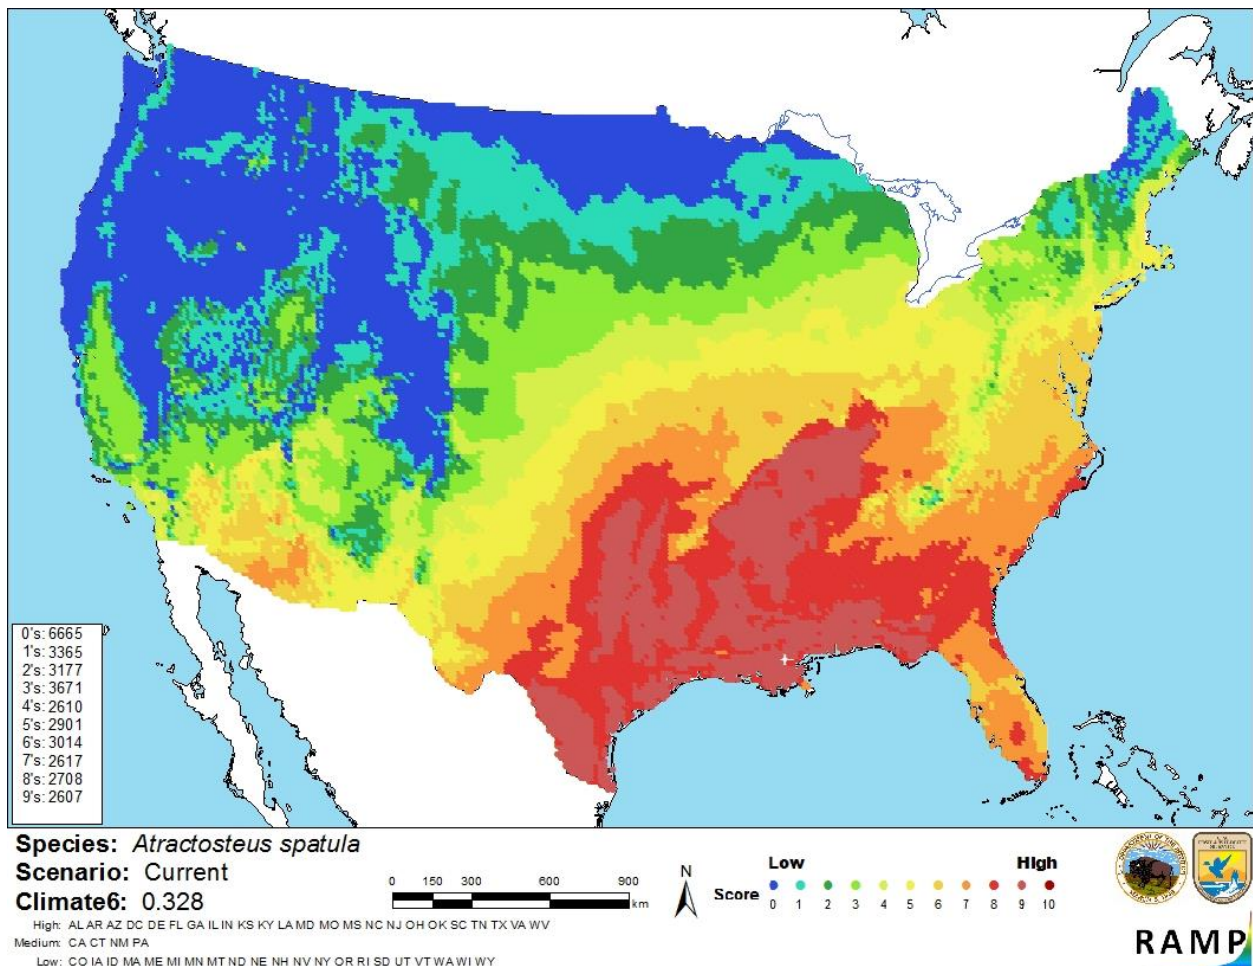 0's: 6665
1's: 3365
2's: 3177
3's: 3671
4's: 2610
5's: 2901
6's: 3014
7's: 2617
8's: 2708
9's: 2607
Species: Atractosteus spatula
Scenario: Current
Climate6: 0.328
0 150 300 600 900
km
N
Low High
Score 0 1 2 3 4 5 6 7 8 9 10
High: AL AR AZ DC DE FL GA IL IN KS KY LA MD MO MS NC NJ OH OK SC TN TX VA WV
Medium: CA CT NM PA
Low: CO IA ID MA ME MI MN MT ND NE NH NV NY OR RI SD UT VT WA WI WY
RAMP